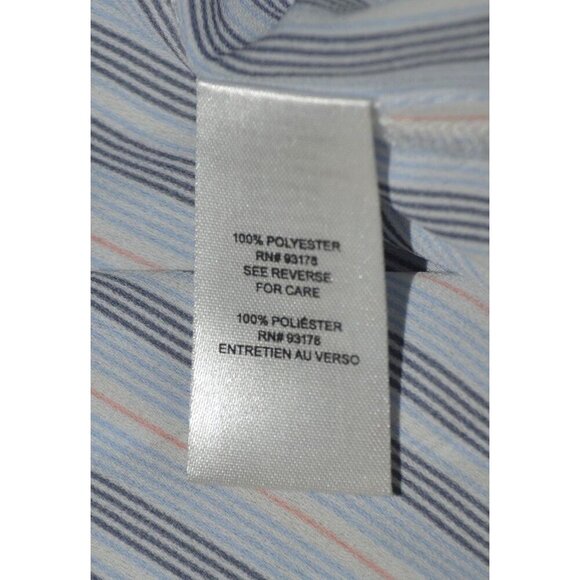 100% POLYESTER
RN# 93178
SEE REVERSE
FOR CARE
100% POLIÉSTER
RN# 93178
ENTRETIEN AU VERSO